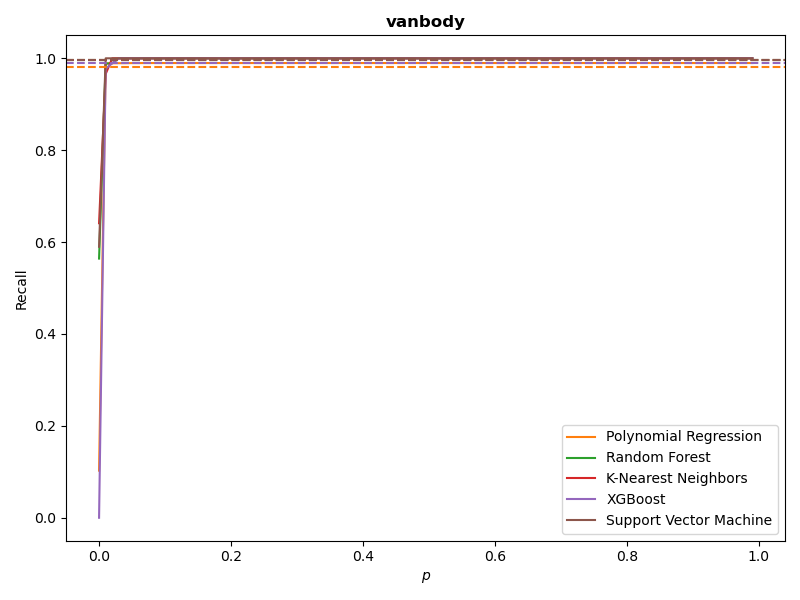 vanbody
1.0
0.8
0.6
0.4
0.2
0.0
Recall
0.0
0.2
0.4
0.6
0.8
1.0
p
Polynomial Regression
Random Forest
K-Nearest Neighbors
XGBoost
Support Vector Machine